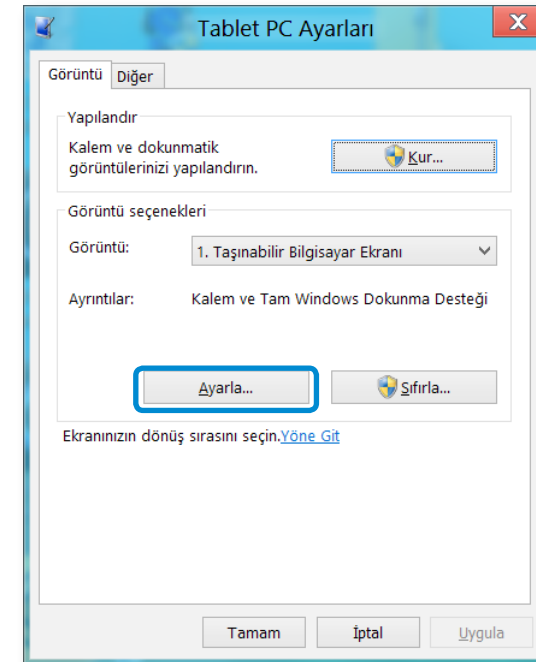 Tablet PC Ayarları
X
Görüntü
Diğer
Yapılandır
Kalem ve dokunmatik
görüntülerinizi yapılandırın.
Kur...
Görüntü seçenekleri
Görüntü:
1. Taşınabilir Bilgisayar Ekranı
Ayrıntılar:
Kalem ve Tam Windows Dokunma Desteği
Ayarla...
Sıfırla...
Ekranınızın dönüş sırasını seçin.Yöne Git
Tamam
İptal
Uygula